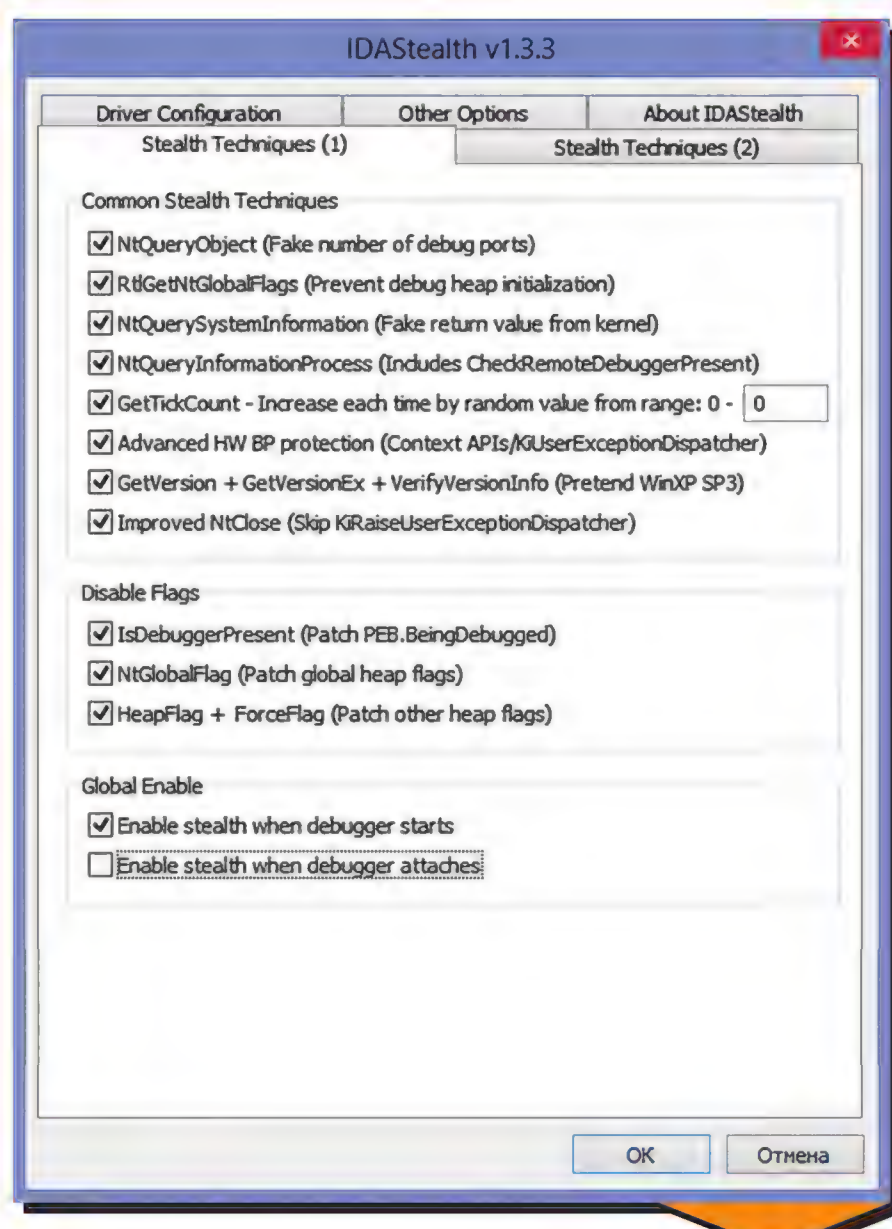 IDAStealth v1.3.3
Driver Configuration
Other Options
About IDAStealth
Stealth Techniques (1)
Stealth Techniques (2)
Common Stealth Techniques
NtQueryObject (Fake number of debug ports)
RtlGetNtGlobalFlags (Prevent debug heap initialization)
NtQuerySystemInformation (Fake return value from kernel)
NtQueryInformationProcess (Includes CheckRemoteDebuggerPresent)
GetTickCount - Increase each time by random value from range: 0 - 0
Advanced HW BP protection (Context APIs/KiUserExceptionDispatcher)
GetVersion + GetVersionEx + VerifyVersionInfo (Pretend WinXP SP3)
Improved NtClose (Skip KiRaiseUserExceptionDispatcher)
Disable Flags
IsDebuggerPresent (Patch PEB.BeingDebugged)
NtGlobalFlag (Patch global heap flags)
HeapFlag + ForceFlag (Patch other heap flags)
Global Enable
Enable stealth when debugger starts
Enable stealth when debugger attaches
OK
Отмена